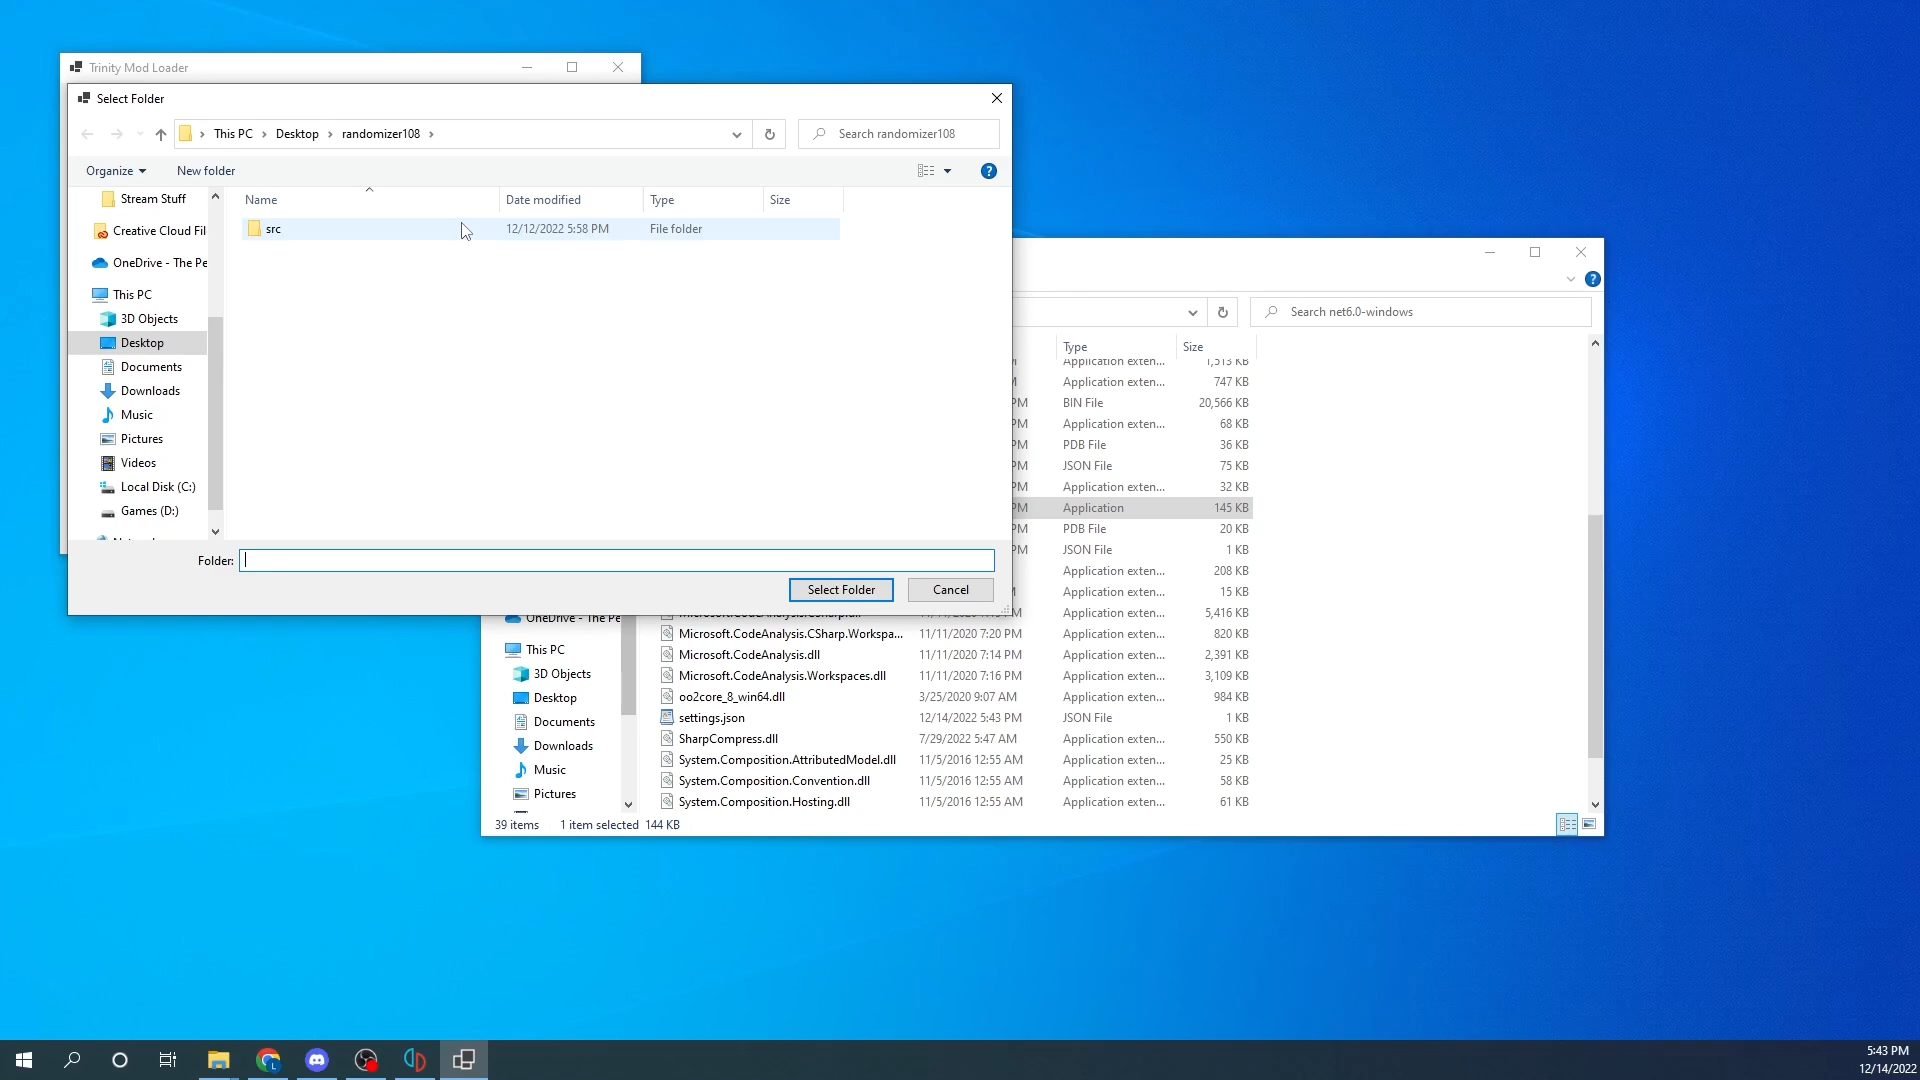 Trinity Mod Loader
Select Folder
This PC > Desktop > randomizer108 >
Search randomizer108
Organize
New folder
Name
Date modified
Type
Size
src
12/12/2022 5:58 PM
File folder
Stream Stuff
Creative Cloud Fil
OneDrive - The Pe
This PC
3D Objects
Desktop
Documents
Downloads
Music
Pictures
Videos
Local Disk (C:)
Games (D:)
Folder:
Select Folder
Cancel
Search net6.0-windows
Type
Size
Application exten... 1,513 KB
Application exten... 747 KB
PM BIN File 20,566 KB
PM Application exten... 68 KB
PM PDB File 36 KB
PM JSON File 75 KB
PM Application exten... 32 KB
PM Application 145 KB
PM PDB File 20 KB
PM JSON File 1 KB
Application exten... 208 KB
Application exten... 15 KB
Application exten... 5,416 KB
Microsoft.CodeAnalysis.CSharp.Workspa... 11/11/2020 7:20 PM Application exten... 820 KB
Microsoft.CodeAnalysis.dll 11/11/2020 7:14 PM Application exten... 2,391 KB
Microsoft.CodeAnalysis.Workspaces.dll 11/11/2020 7:16 PM Application exten... 3,109 KB
oo2core_8_win64.dll 3/25/2020 9:07 AM Application exten... 984 KB
settings.json 12/14/2022 5:43 PM JSON File 1 KB
SharpCompress.dll 7/29/2022 5:47 AM Application exten... 550 KB
System.Composition.AttributedModel.dll 11/5/2016 12:55 AM Application exten... 25 KB
System.Composition.Convention.dll 11/5/2016 12:55 AM Application exten... 58 KB
System.Composition.Hosting.dll 11/5/2016 12:55 AM Application exten... 61 KB
OneDrive - The Pe
This PC
3D Objects
Desktop
Documents
Downloads
Music
Pictures
39 items
1 item selected 144 KB
5:43 PM
12/14/2022